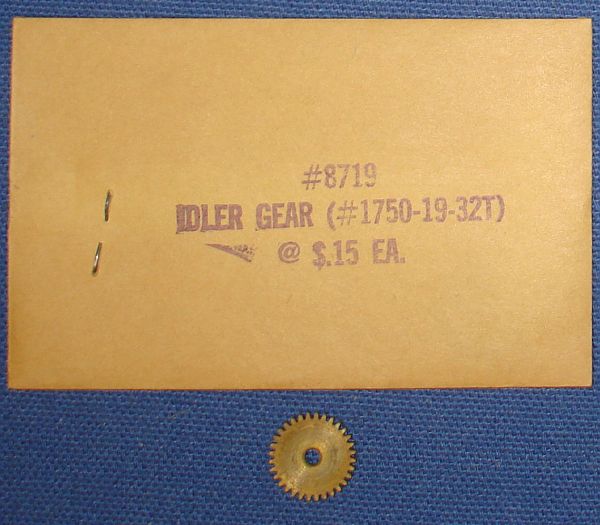 #8719
IDLER GEAR (#1750-19-32T)
@ $.15 EA.